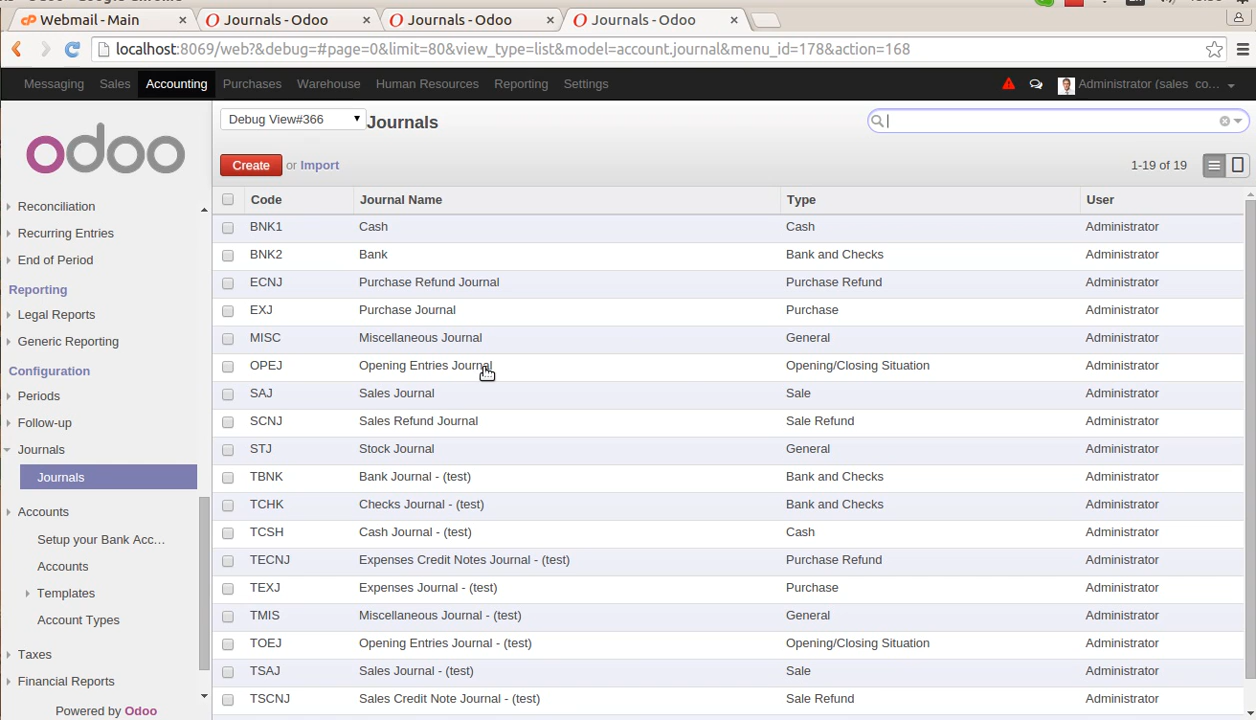 Webmail - Main
Journals - Odoo
Journals - Odoo
Journals - Odoo
localhost:8069/web?&debug=#page=0&limit=80&view_type=list&model=account.journal&menu_id=178&action=168
Messaging Sales Accounting Purchases Warehouse Human Resources Reporting Settings Administrator (sales_co...
odoo
Reconciliation
Recurring Entries
End of Period
Reporting
Legal Reports
Generic Reporting
Configuration
Periods
Follow-up
Journals
Journals
Accounts
Setup your Bank Acc...
Accounts
Templates
Account Types
Taxes
Financial Reports
Powered by Odoo
Debug View#366 Journals
Create or Import 1-19 of 19
Code Journal Name Type User
BNK1 Cash Cash Administrator
BNK2 Bank Bank and Checks Administrator
ECNJ Purchase Refund Journal Purchase Refund Administrator
EXJ Purchase Journal Purchase Administrator
MISC Miscellaneous Journal General Administrator
OPEJ Opening Entries Journal Opening/Closing Situation Administrator
SAJ Sales Journal Sale Administrator
SCNJ Sales Refund Journal Sale Refund Administrator
STJ Stock Journal General Administrator
TBNK Bank Journal - (test) Bank and Checks Administrator
TCHK Checks Journal - (test) Bank and Checks Administrator
TCSH Cash Journal - (test) Cash Administrator
TECNJ Expenses Credit Notes Journal - (test) Purchase Refund Administrator
TEXJ Expenses Journal - (test) Purchase Administrator
TMIS Miscellaneous Journal - (test) General Administrator
TOEJ Opening Entries Journal - (test) Opening/Closing Situation Administrator
TSAJ Sales Journal - (test) Sale Administrator
TSCNJ Sales Credit Note Journal - (test) Sale Refund Administrator